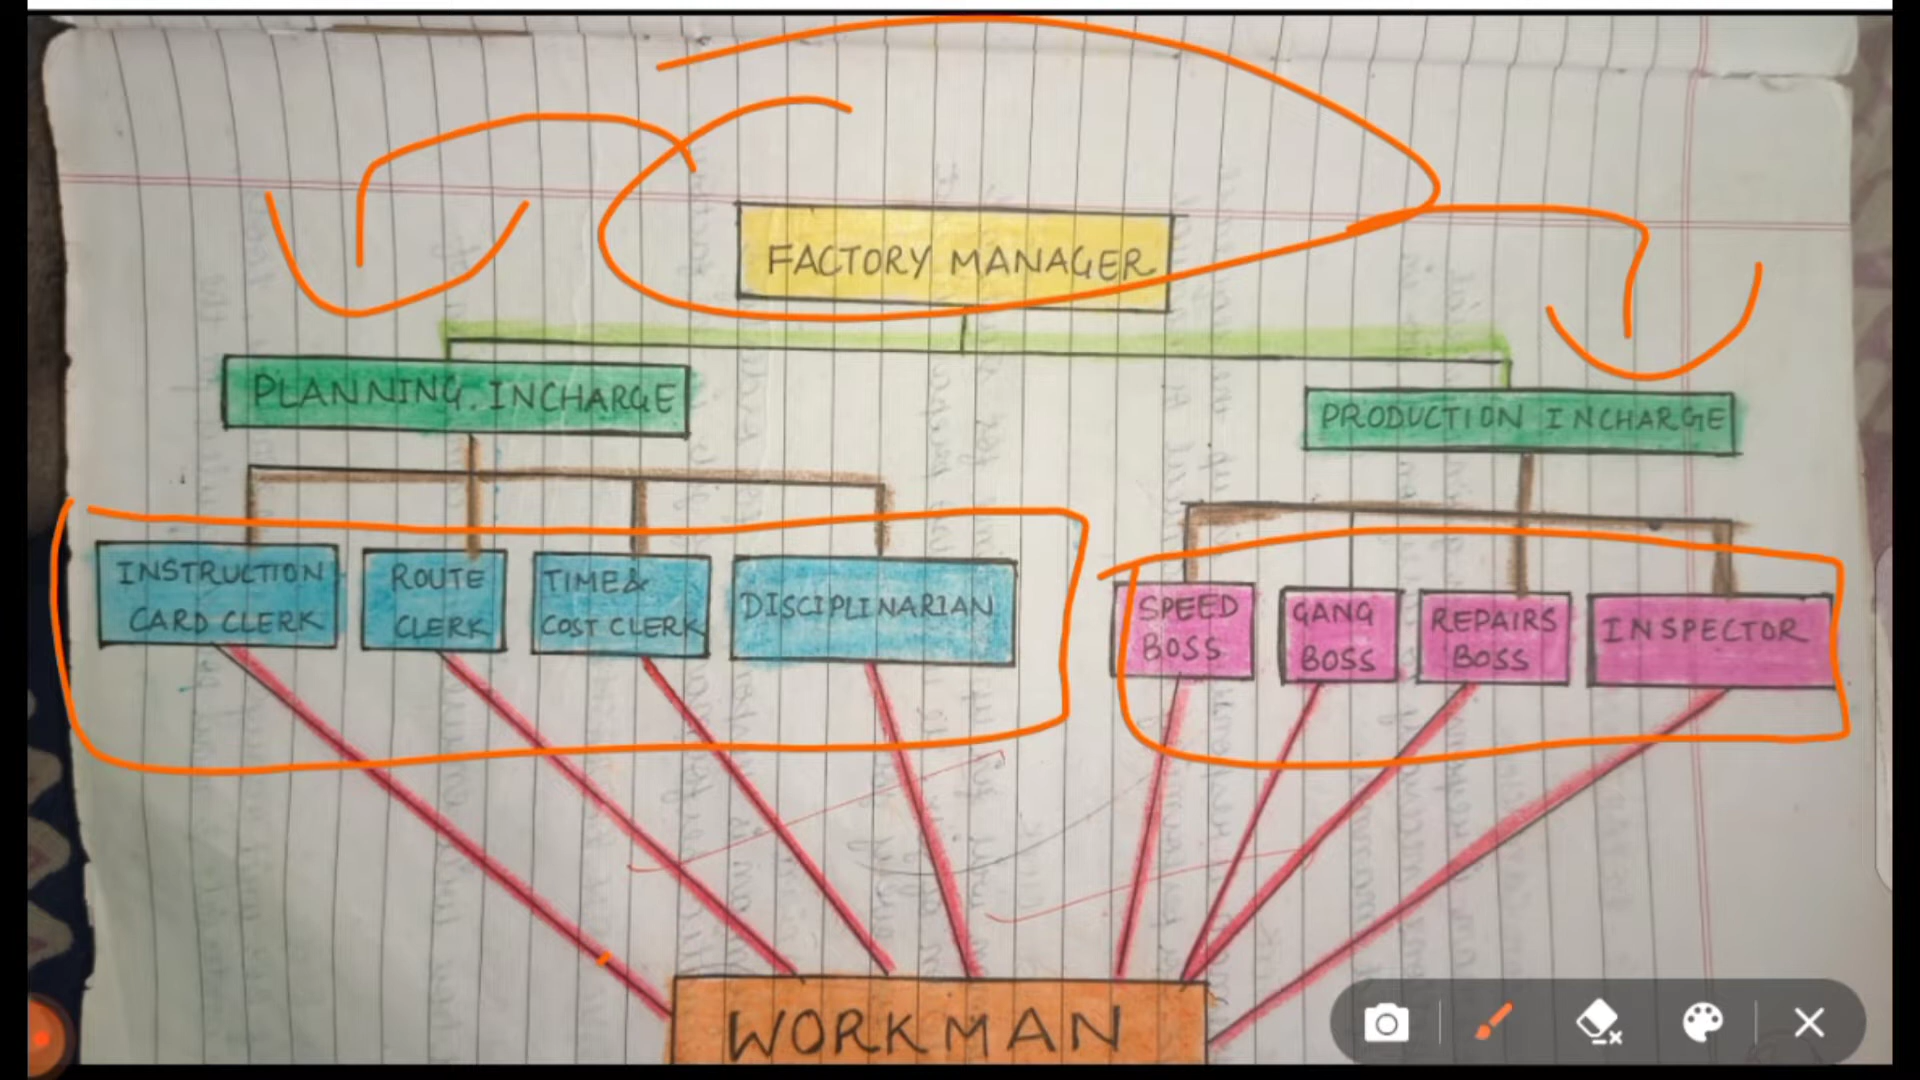 FACTORY MANAGER
PLANNING. INCHARGE
PRODUCTION INCHARGE
INSTRUCTION
CARD CLERK
ROUTE
CLERK
TIME &
COST CLERK
DISCIPLINARIAN
SPEED
BOSS
GANG
BOSS
REPAIRS
BOSS
INSPECTOR
WORKMAN